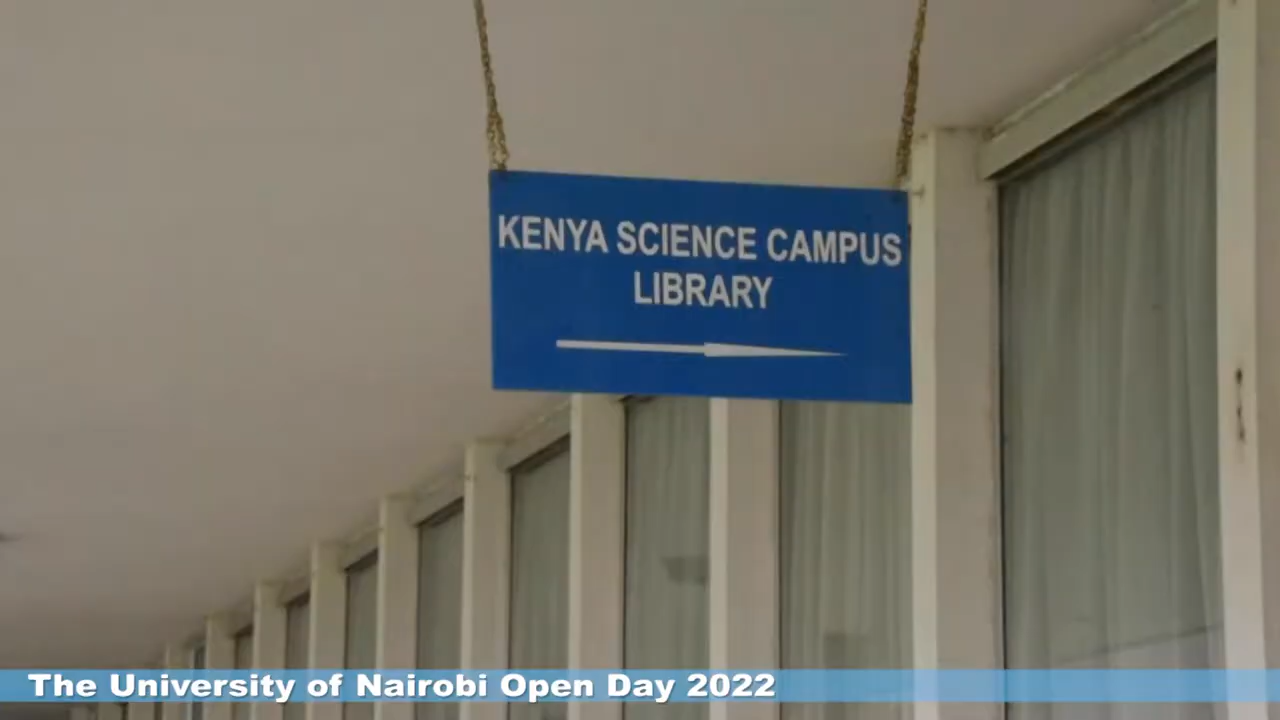 KENYA SCIENCE CAMPUS
LIBRARY
The University of Nairobi Open Day 2022